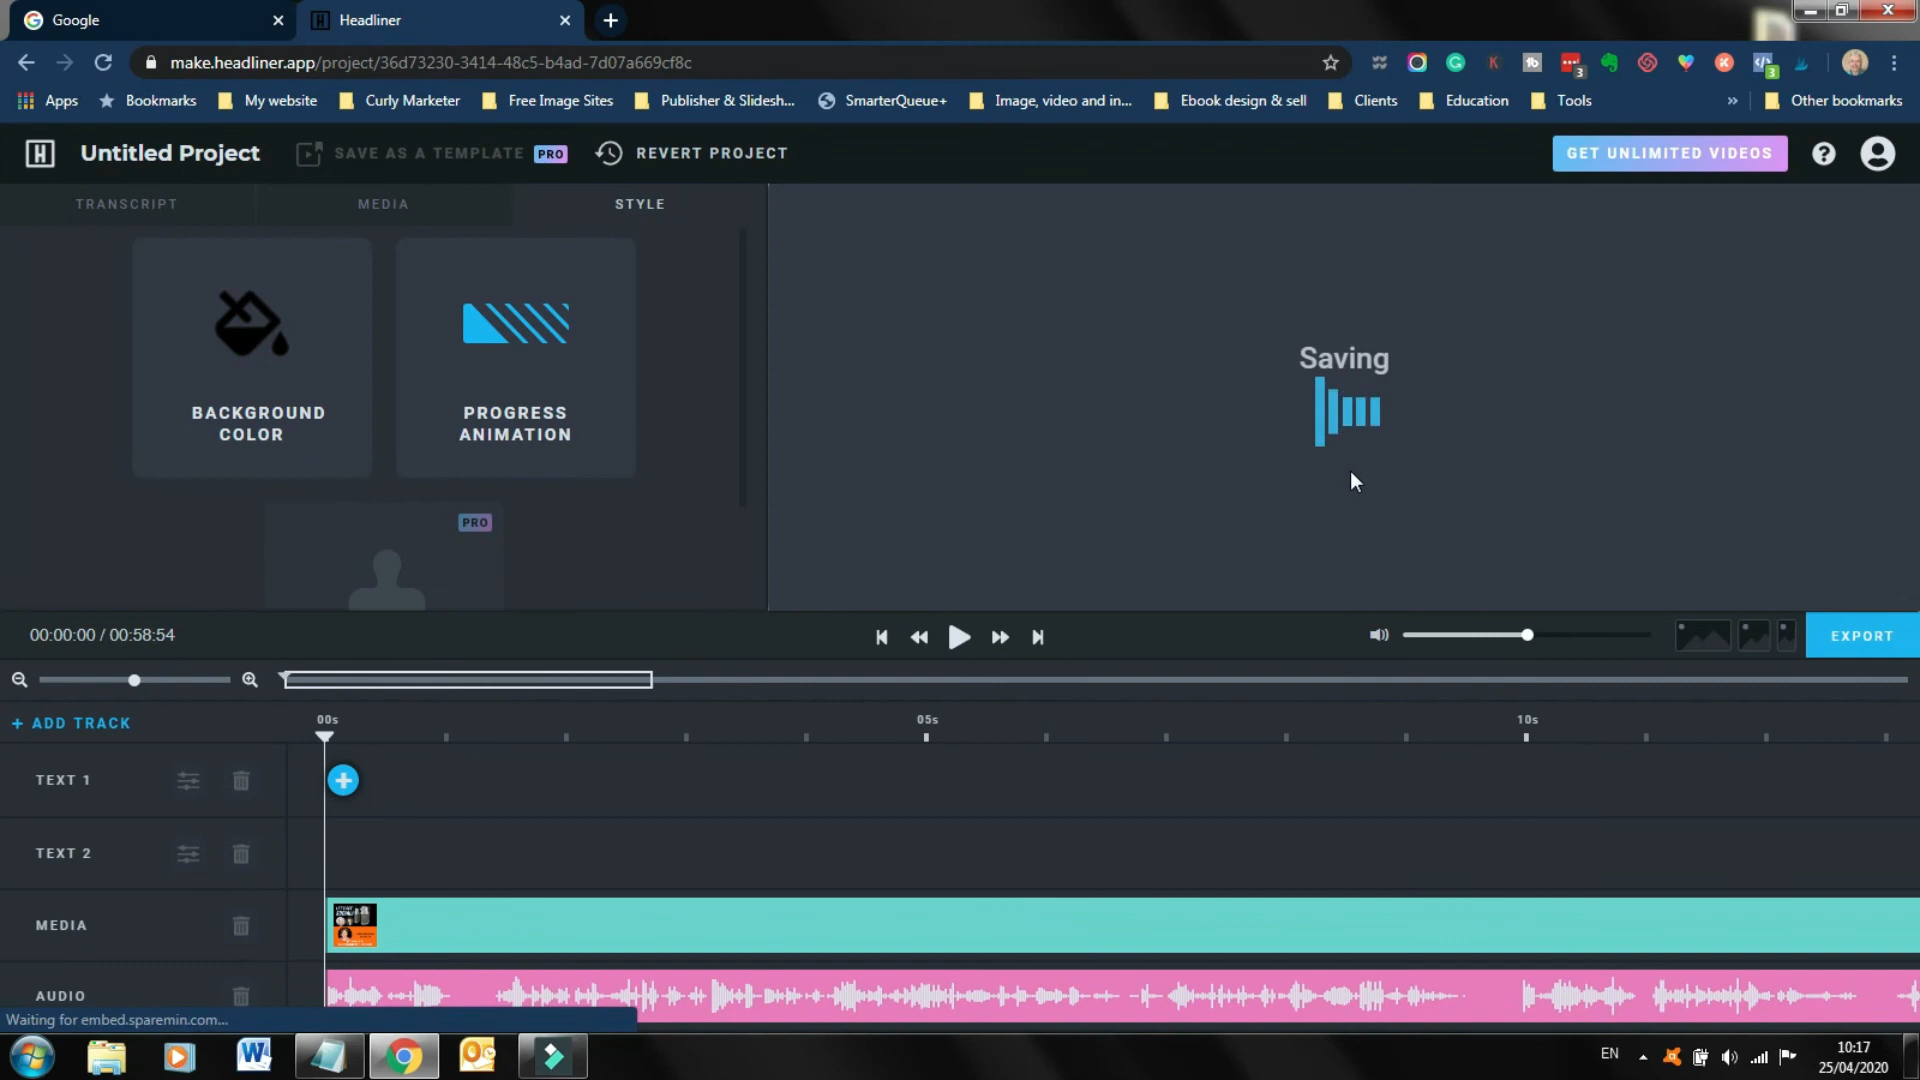 Google
Headliner
make.headliner.app/project/36d73230-3414-48c5-b4ad-7d07a669cf8c
Apps
Bookmarks
My website
Curly Marketer
Free Image Sites
Publisher & Slidesh...
SmarterQueue+
Image, video and in...
Ebook design & sell
Clients
Education
Tools
»
Other bookmarks
Untitled Project
SAVE AS A TEMPLATE PRO
REVERT PROJECT
GET UNLIMITED VIDEOS
TRANSCRIPT
MEDIA
STYLE
BACKGROUND
COLOR
PROGRESS
ANIMATION
PRO
Saving
00:00:00 / 00:58:54
EXPORT
+ ADD TRACK
00s
05s
10s
TEXT 1
TEXT 2
MEDIA
AUDIO
Waiting for embed.sparemin.com...
EN
10:17
25/04/2020